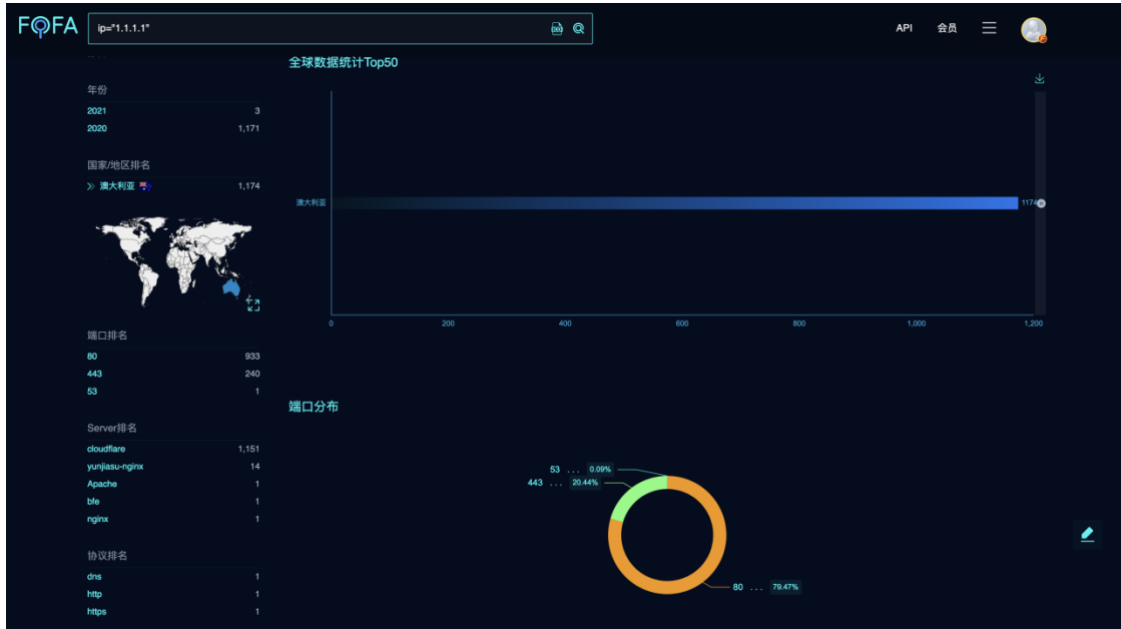 FOFA
ip="1.1.1.1"
API
会员
年份
2021 3
2020 1,171
国家/地区排名
澳大利亚 1,174
端口排名
80 933
443 240
53 1
Server排名
cloudflare 1,151
yunjiasu-nginx 14
Apache 1
bfe 1
nginx 1
协议排名
dns 1
http 1
https 1
全球数据统计Top50
澳大利亚
1174
0 200 400 600 800 1,000 1,200
端口分布
53 ... 0.09%
443 ... 20.44%
80 ... 79.47%